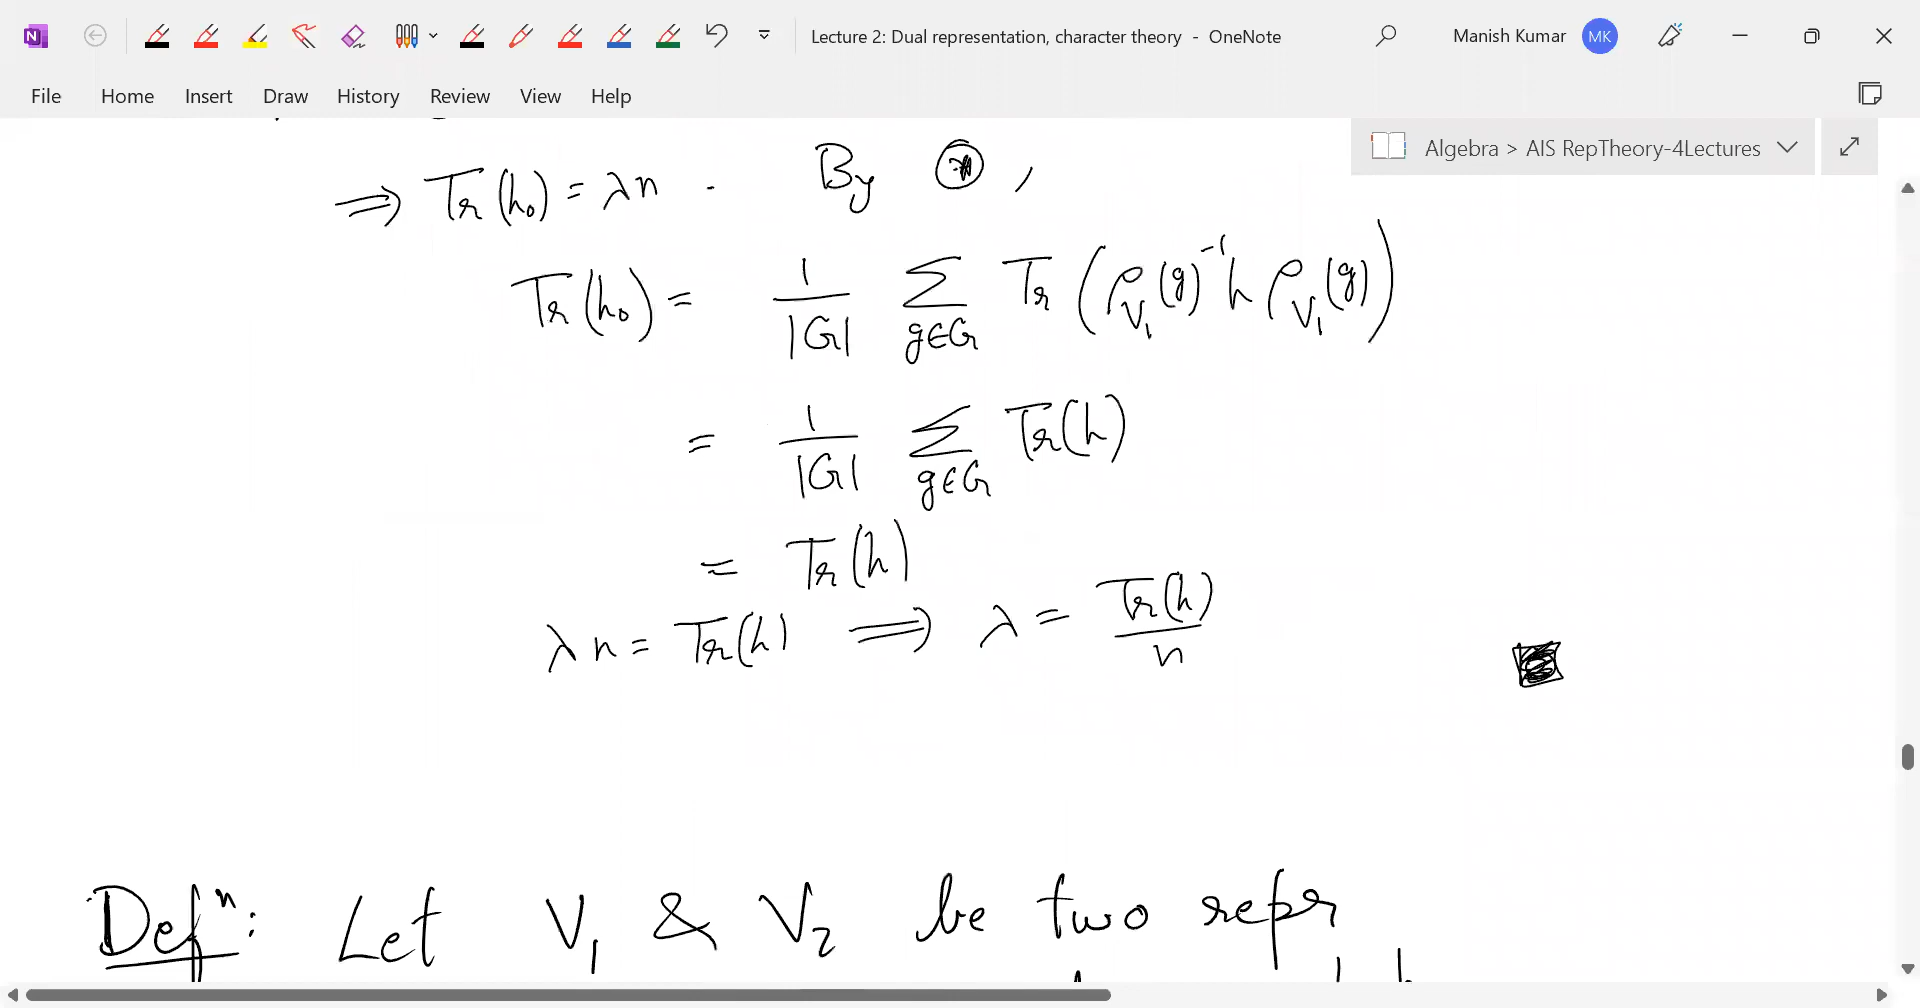 Lecture 2: Dual representation, character theory - OneNote
Manish Kumar MK
File Home Insert Draw History Review View Help
Algebra > AIS RepTheory-4Lectures
⟹ Tr(h₀) = λn . By ⊛ ,
Tr(h₀) = 1/|G| Σ_{g∈G} Tr(ρ_{V₁}(g)⁻¹ h ρ_{V₁}(g))
= 1/|G| Σ_{g∈G} Tr(h)
= Tr(h)
λn = Tr(h) ⟹ λ = Tr(h)/n
Defⁿ: Let V₁ & V₂ be two repr